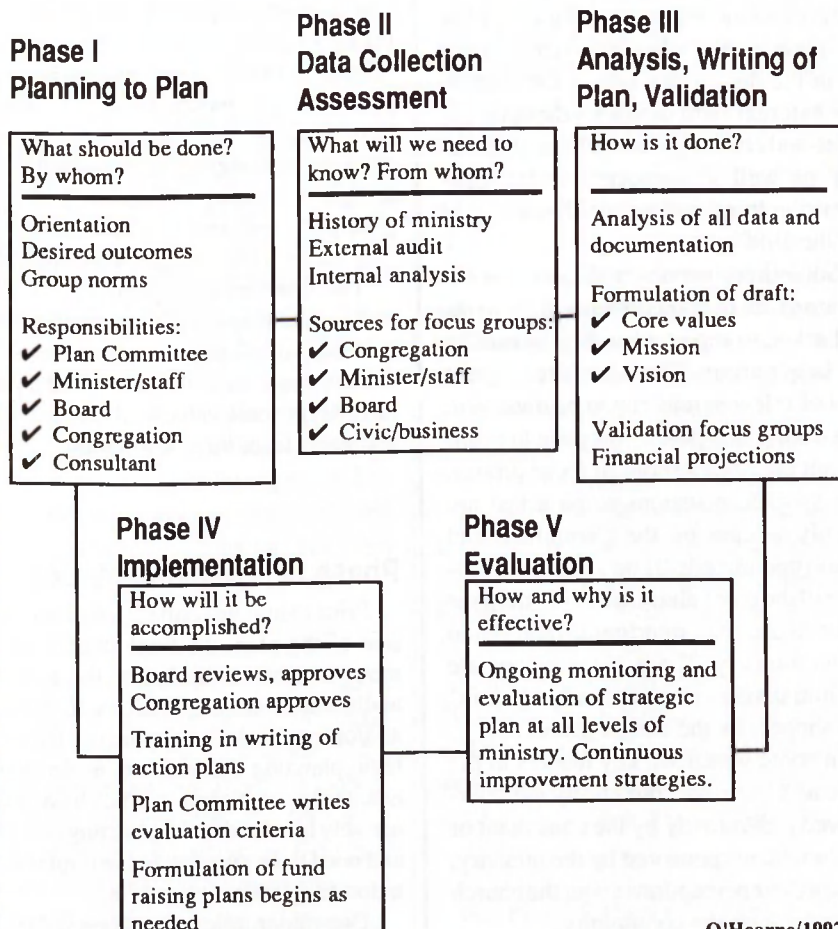 Phase I
Planning to Plan
What should be done?
By whom?
Orientation
Desired outcomes
Group norms
Responsibilities:
✔ Plan Committee
✔ Minister/staff
✔ Board
✔ Congregation
✔ Consultant
Phase II
Data Collection
Assessment
What will we need to
know? From whom?
History of ministry
External audit
Internal analysis
Sources for focus groups:
✔ Congregation
✔ Minister/staff
✔ Board
✔ Civic/business
Phase III
Analysis, Writing of
Plan, Validation
How is it done?
Analysis of all data and
documentation
Formulation of draft:
✔ Core values
✔ Mission
✔ Vision
Validation focus groups
Financial projections
Phase IV
Implementation
How will it be
accomplished?
Board reviews, approves
Congregation approves
Training in writing of
action plans
Plan Committee writes
evaluation criteria
Formulation of fund
raising plans begins as
needed
Phase V
Evaluation
How and why is it
effective?
Ongoing monitoring and
evaluation of strategic
plan at all levels of
ministry. Continuous
improvement strategies.